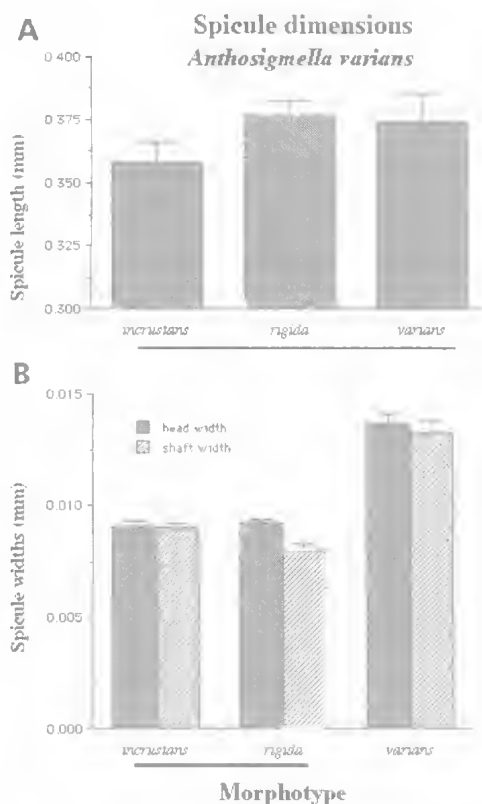 A
Spicule dimensions
Anthosigmella varians
Spicule length (mm)
0.400
0.375
0.350
0.325
0.300
incrustans rigida varians
B
Spicule widths (mm)
0.015
0.010
0.005
0.000
head width
shaft width
incrustans rigida varians
Morphotype